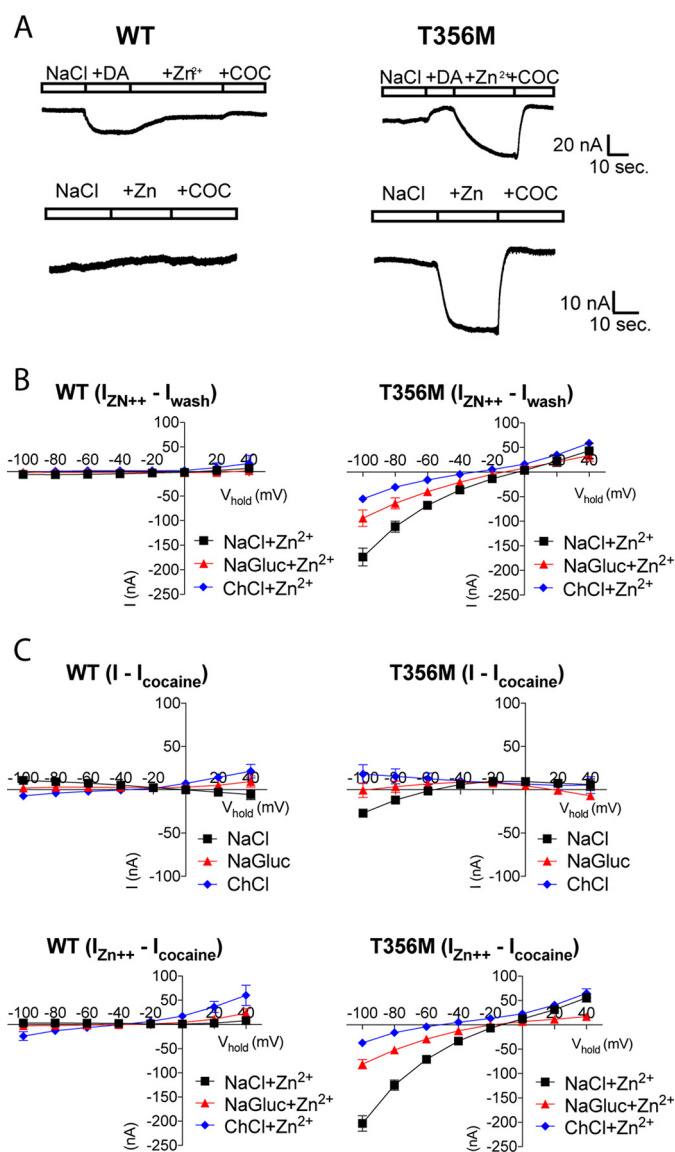 A
WT
T356M
NaCl +DA +Zn2+ +COC
NaCl +DA +Zn2+ +COC
20 nA
10 sec.
NaCl +Zn +COC
NaCl +Zn +COC
10 nA
10 sec.
B
WT (IZN++ - Iwash)
T356M (IZN++ - Iwash)
100
50
-100 -80 -60 -40 -20 20 40
-50
-100
-150
-200
-250
Vhold (mV)
I (nA)
NaCl+Zn2+
NaGluc+Zn2+
ChCl+Zn2+
100
50
-100 -80 -60 -40 -20 20 40
-50
-100
-150
-200
-250
Vhold (mV)
I (nA)
NaCl+Zn2+
NaGluc+Zn2+
ChCl+Zn2+
C
WT (I - Icocaine)
T356M (I - Icocaine)
100
50
-100 -80 -60 -40 -20 20 40
-50
-100
Vhold (mV)
I (nA)
NaCl
NaGluc
ChCl
100
50
-100 -80 -60 -40 -20 20 40
-50
-100
Vhold (mV)
I (nA)
NaCl
NaGluc
ChCl
WT (IZn++ - Icocaine)
T356M (IZn++ - Icocaine)
100
50
-100 -80 -60 -40 -20 20 40
-50
-100
-150
-200
-250
Vhold (mV)
(nA)
NaCl+Zn2+
NaGluc+Zn2+
ChCl+Zn2+
100
50
-100 -80 -60 -40 -20 20 40
-50
-100
-150
-200
-250
Vhold (mV)
(nA)
NaCl+Zn2+
NaGluc+Zn2+
ChCl+Zn2+